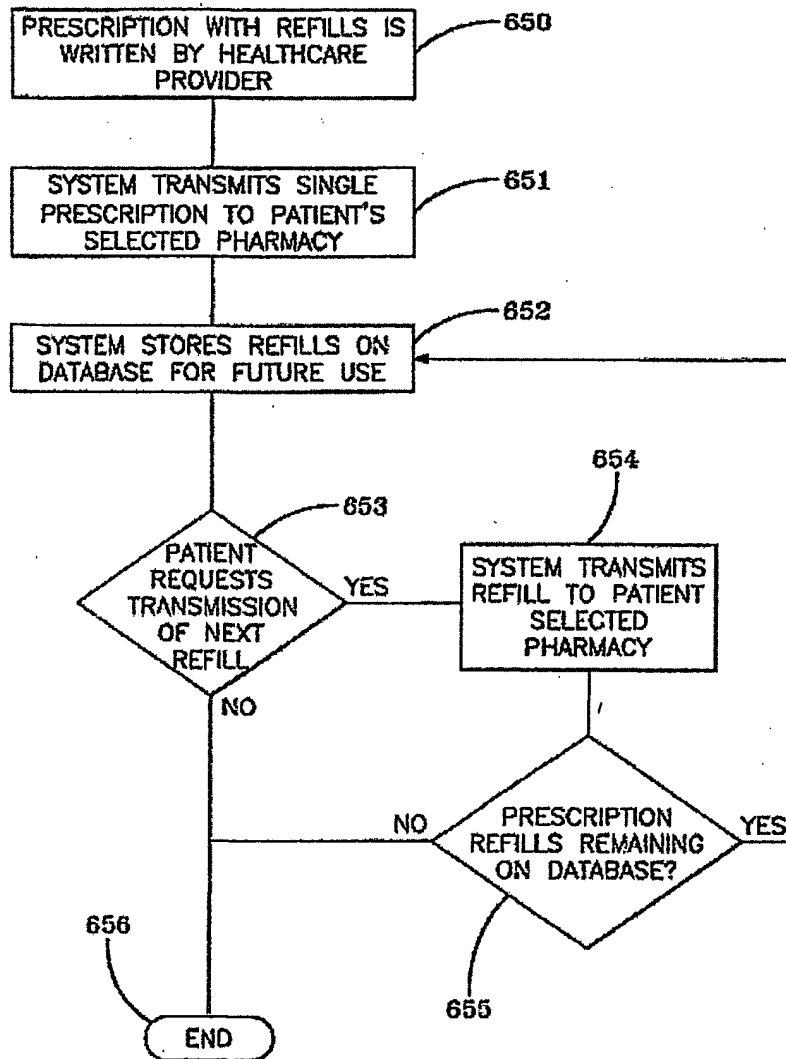 PRESCRIPTION WITH REFILLS IS
WRITTEN BY HEALTHCARE
PROVIDER
650
SYSTEM TRANSMITS SINGLE
PRESCRIPTION TO PATIENT'S
SELECTED PHARMACY
651
SYSTEM STORES REFILLS ON
DATABASE FOR FUTURE USE
652
653
PATIENT
REQUESTS
TRANSMISSION
OF NEXT
REFILL
YES
NO
654
SYSTEM TRANSMITS
REFILL TO PATIENT
SELECTED
PHARMACY
NO
PRESCRIPTION
REFILLS REMAINING
ON DATABASE?
YES
655
656
END